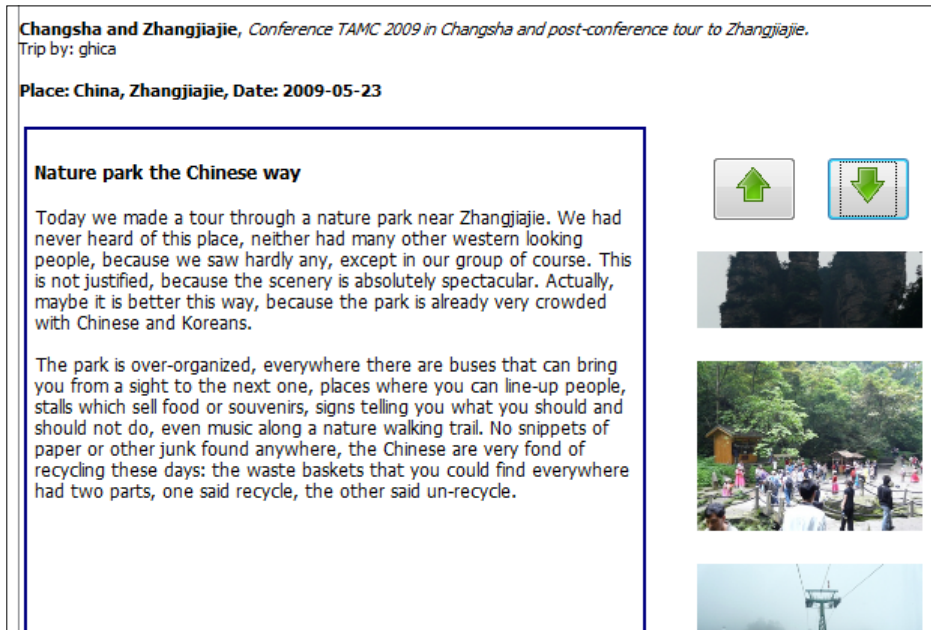 Changsha and Zhangjiajie, Conference TAMC 2009 in Changsha and post-conference tour to Zhangjiajie.
Trip by: ghica
Place: China, Zhangjiajie, Date: 2009-05-23
Nature park the Chinese way
Today we made a tour through a nature park near Zhangjiajie. We had
never heard of this place, neither had many other western looking
people, because we saw hardly any, except in our group of course. This
is not justified, because the scenery is absolutely spectacular. Actually,
maybe it is better this way, because the park is already very crowded
with Chinese and Koreans.
The park is over-organized, everywhere there are buses that can bring
you from a sight to the next one, places where you can line-up people,
stalls which sell food or souvenirs, signs telling you what you should and
should not do, even music along a nature walking trail. No snippets of
paper or other junk found anywhere, the Chinese are very fond of
recycling these days: the waste baskets that you could find everywhere
had two parts, one said recycle, the other said un-recycle.